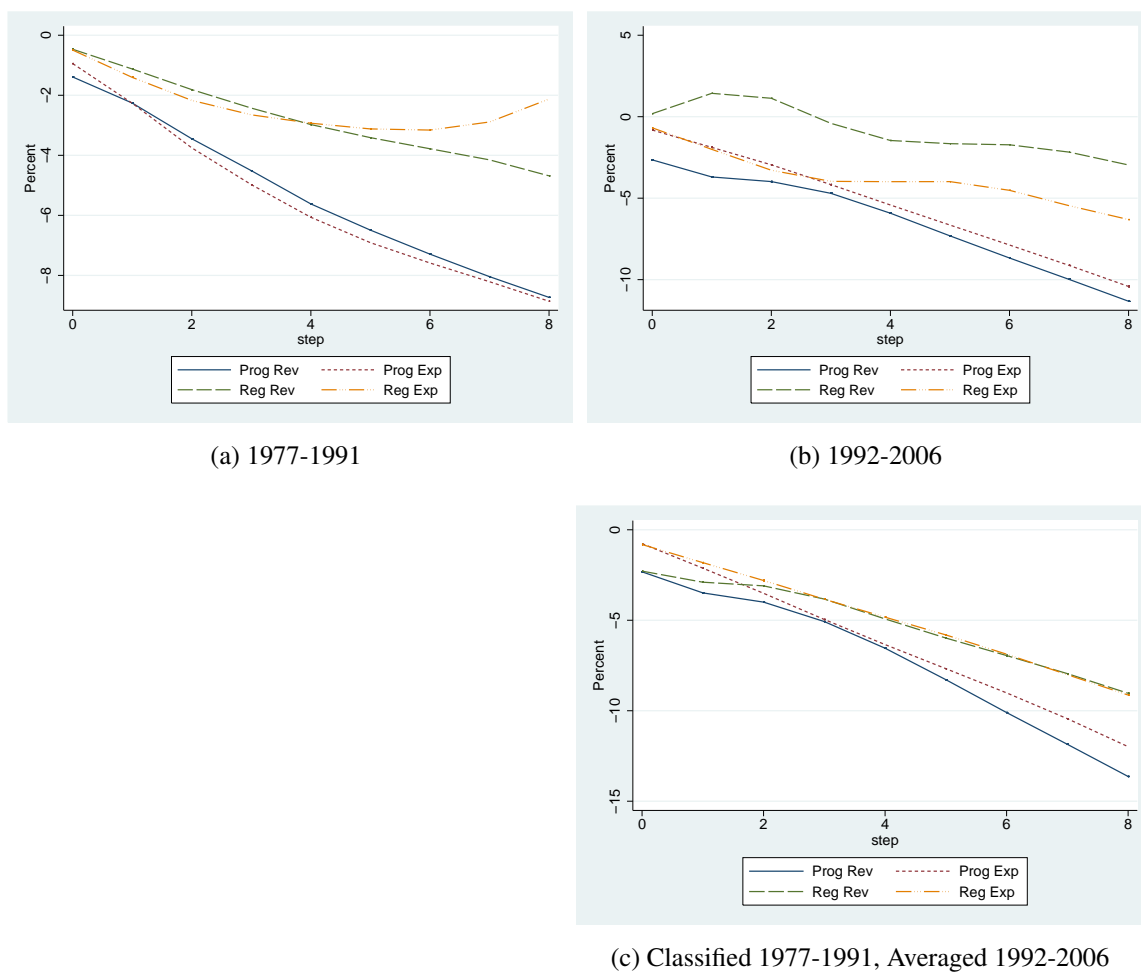 0
−2
−4
−6
−8
Percent
0 2 4 6 8
step
Prog Rev Prog Exp
Reg Rev Reg Exp
(a) 1977-1991
5
0
−5
−10
Percent
0 2 4 6 8
step
Prog Rev Prog Exp
Reg Rev Reg Exp
(b) 1992-2006
0
−5
−10
−15
Percent
0 2 4 6 8
step
Prog Rev Prog Exp
Reg Rev Reg Exp
(c) Classified 1977-1991, Averaged 1992-2006